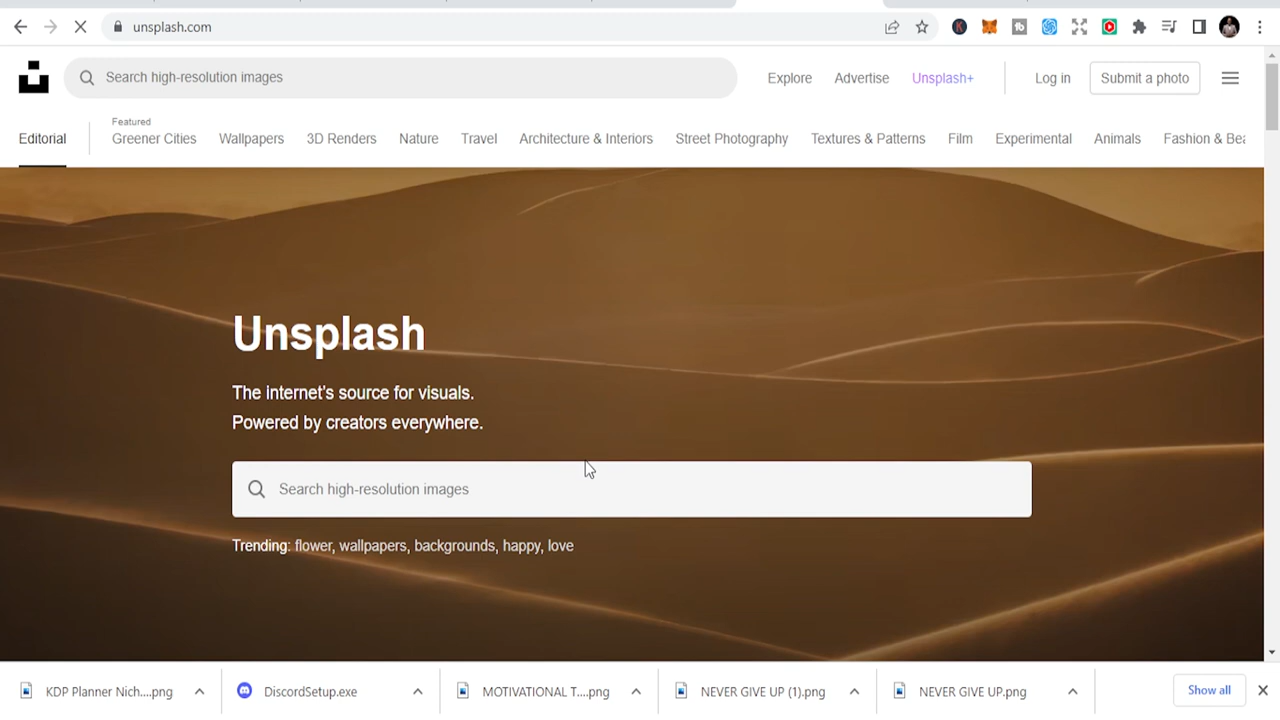 unsplash.com
Search high-resolution images
Explore
Advertise
Unsplash+
Log in
Submit a photo
Editorial
Featured
Greener Cities
Wallpapers
3D Renders
Nature
Travel
Architecture & Interiors
Street Photography
Textures & Patterns
Film
Experimental
Animals
Fashion & Bea
Unsplash
The internet's source for visuals.
Powered by creators everywhere.
Search high-resolution images
Trending: flower, wallpapers, backgrounds, happy, love
KDP Planner Nich....png
DiscordSetup.exe
MOTIVATIONAL T....png
NEVER GIVE UP (1).png
NEVER GIVE UP.png
Show all